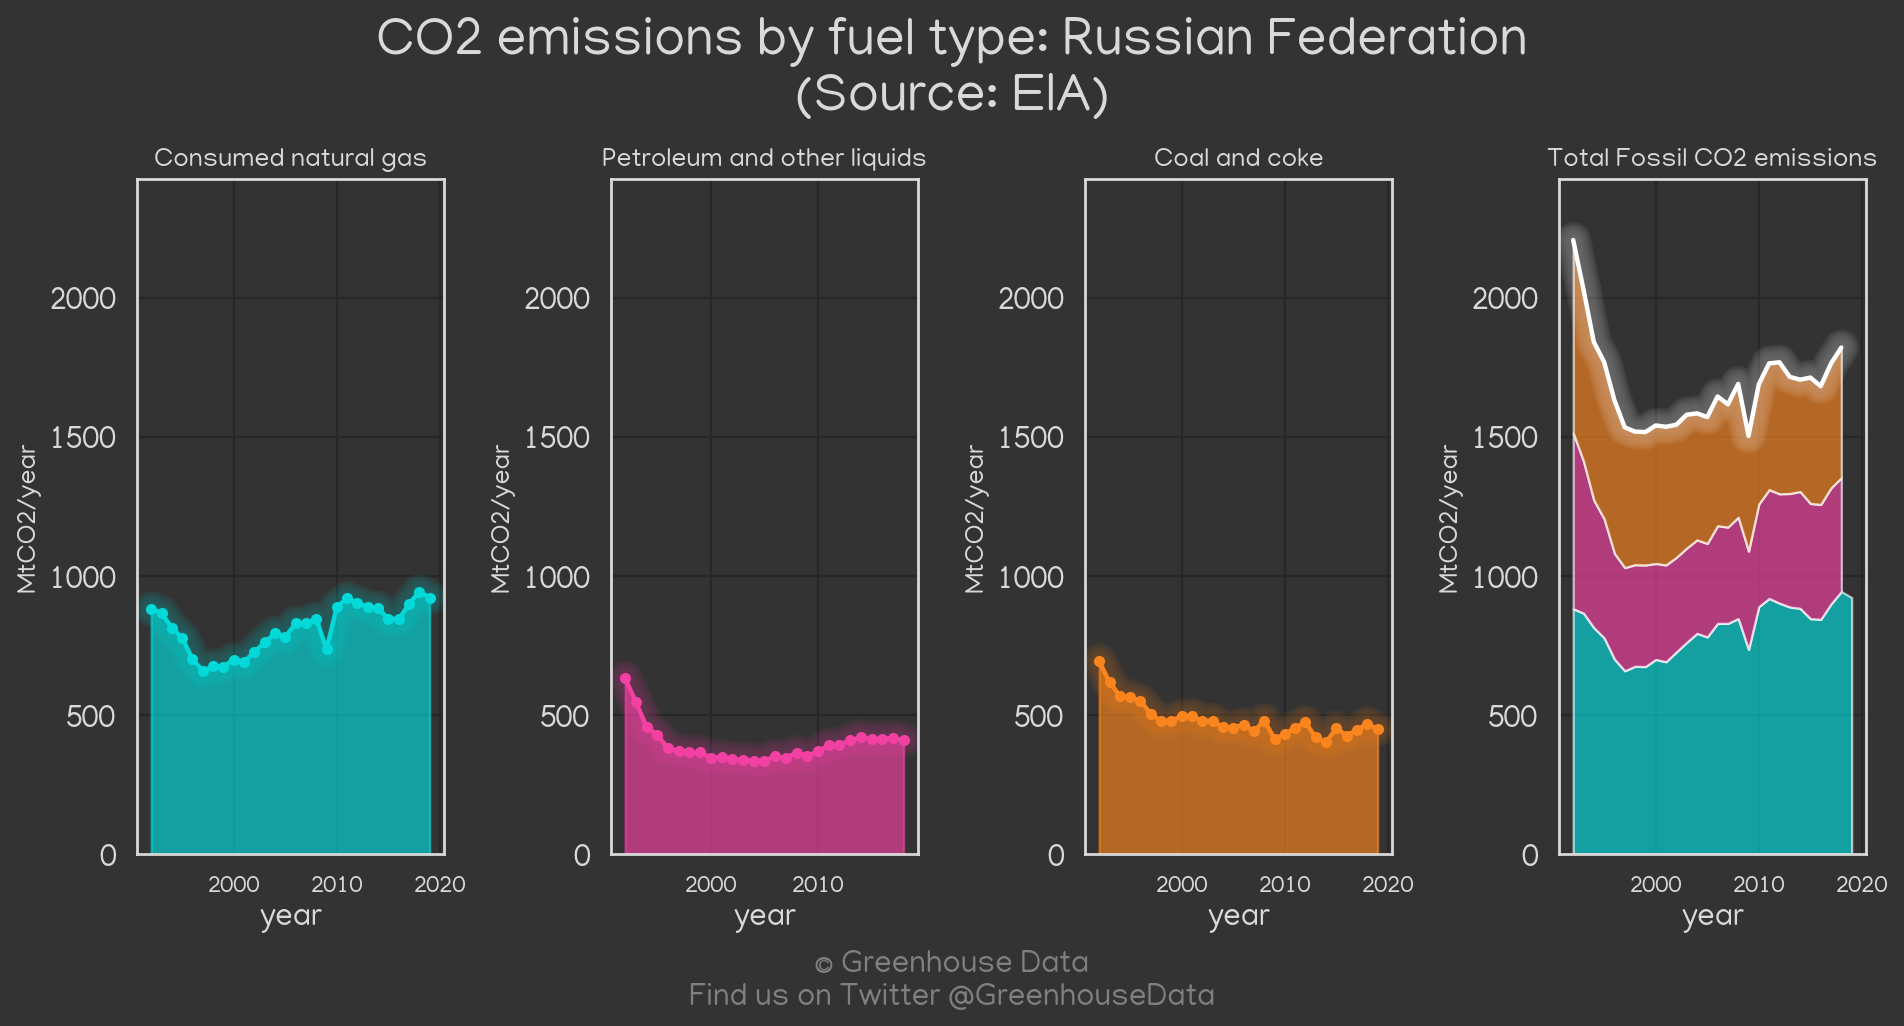 CO2 emissions by fuel type: Russian Federation
(Source: EIA)
Consumed natural gas
MtCO2/year
2000
1500
1000
500
0
2000 2010 2020
year
Petroleum and other liquids
MtCO2/year
2000
1500
1000
500
0
2000 2010
year
Coal and coke
MtCO2/year
2000
1500
1000
500
0
2000 2010 2020
year
Total Fossil CO2 emissions
MtCO2/year
2000
1500
1000
500
0
2000 2010 2020
year
© Greenhouse Data
Find us on Twitter @GreenhouseData